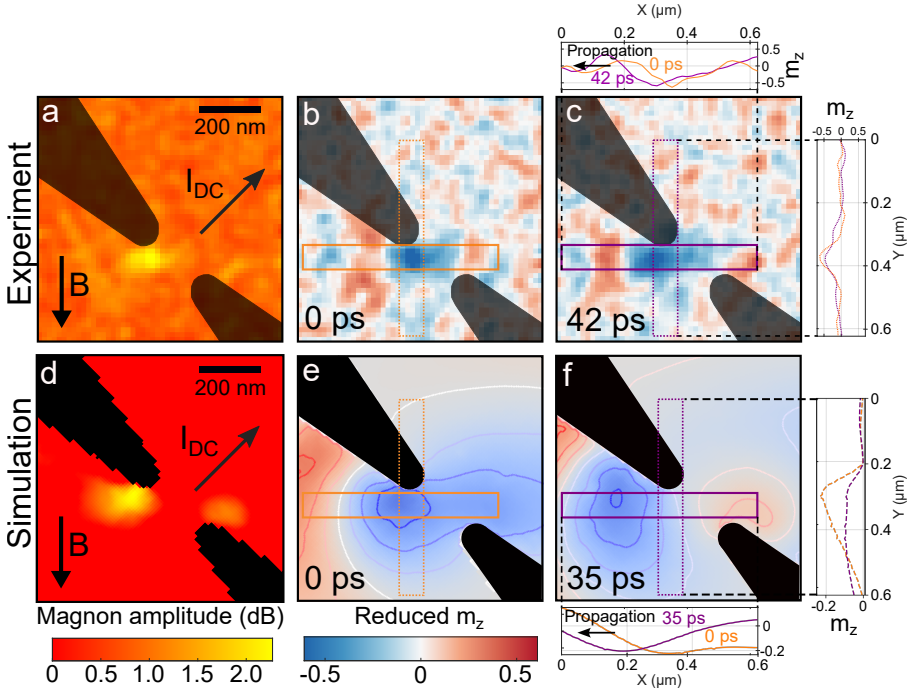 X (µm)
0 0.2 0.4 0.6
Propagation
0 ps
42 ps
0.5
0
-0.5
m_z
Experiment
a
200 nm
I_DC
B
b
0 ps
c
42 ps
m_z
-0.5 0 0.5
0
0.2
0.4
0.6
Y (µm)
Simulation
d
200 nm
I_DC
B
e
0 ps
f
35 ps
0
0.2
0.4
0.6
Y (µm)
-0.2 0
m_z
Magnon amplitude (dB)
0 0.5 1.0 1.5 2.0
Reduced m_z
-0.5 0 0.5
Propagation
35 ps
0 ps
0
-0.2
0 0.2 0.4 0.6
X (µm)